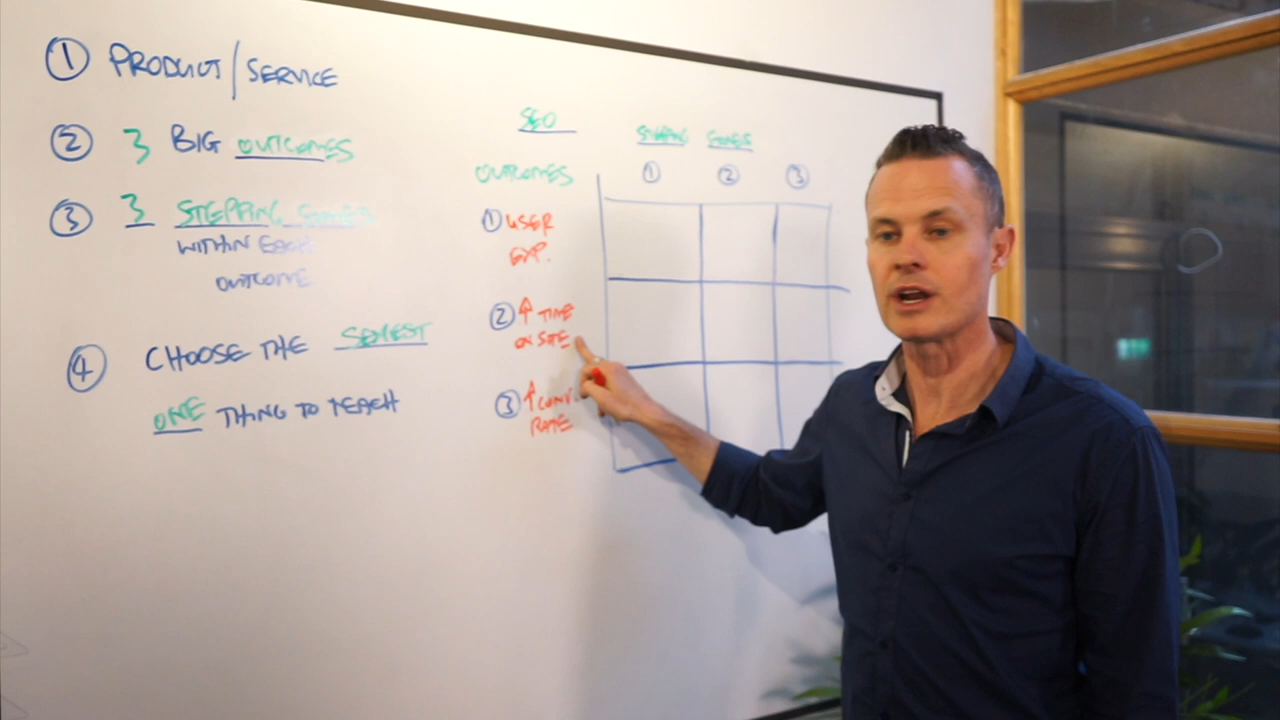 ① PRODUCT/SERVICE
② 3 BIG OUTCOMES
③ 3 STEPPING STONES
WITHIN EACH
OUTCOME
④ CHOOSE THE SEXIEST
ONE THING TO TEACH
SEO
STEPPING STONES
OUTCOMES ① ② ③
① USER
EXP.
② ↑ TIME
ON SITE
③ ↑ CONV.
RATE